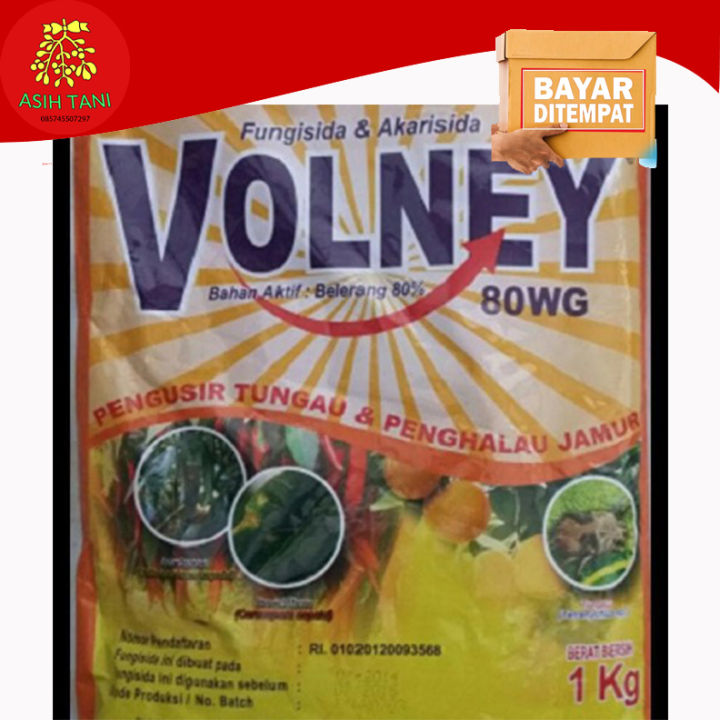 ASIH TANI
085745507297
BAYAR
DITEMPAT
Fungisida & Akarisida
VOLNEY
Bahan Aktif : Belerang 80%
80WG
PENGUSIR TUNGAU & PENGHALAU JAMUR
Nomor Pendaftaran : RI. 01020120093568
Fungisida ini dibuat pada :
Fungisida ini digunakan sebelum :
Kode Produksi / No. Batch :
BERAT BERSIH
1 Kg